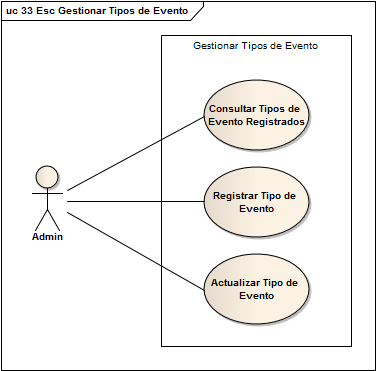 uc 33 Esc Gestionar Tipos de Evento
Gestionar Tipos de Evento
Consultar Tipos de
Evento Registrados
Registrar Tipo de
Evento
Admin
Actualizar Tipo de
Evento